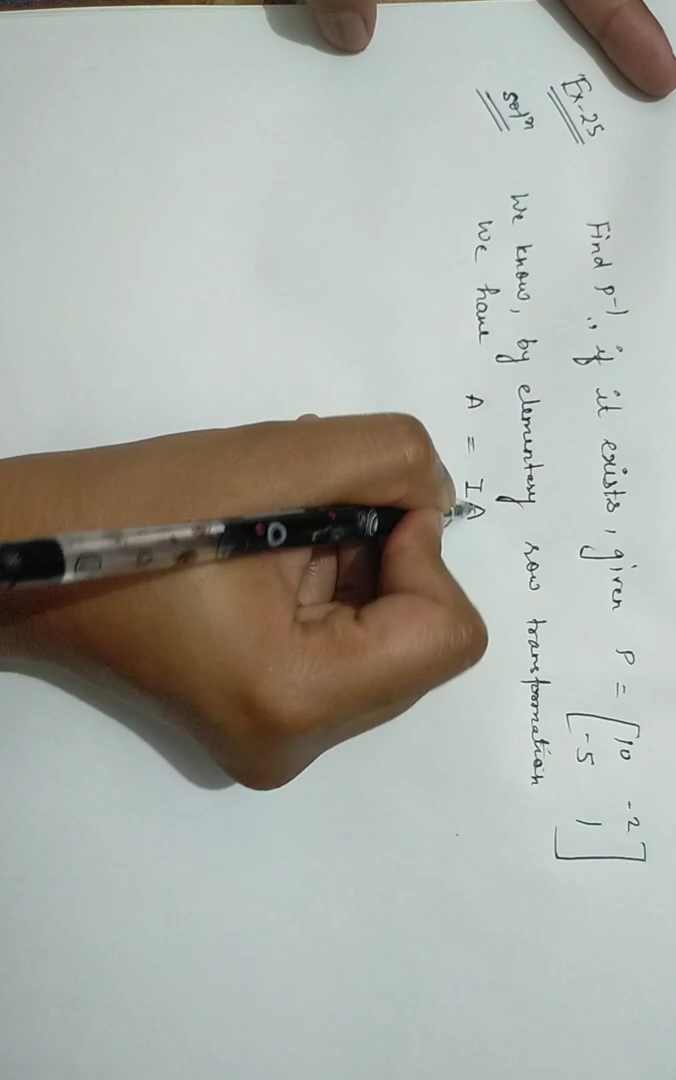 Ex-25 Find P-1, if it exists, given P = [10 -2
-5 1]
Sol^n We know, by elementary row transformation
We have A = IA